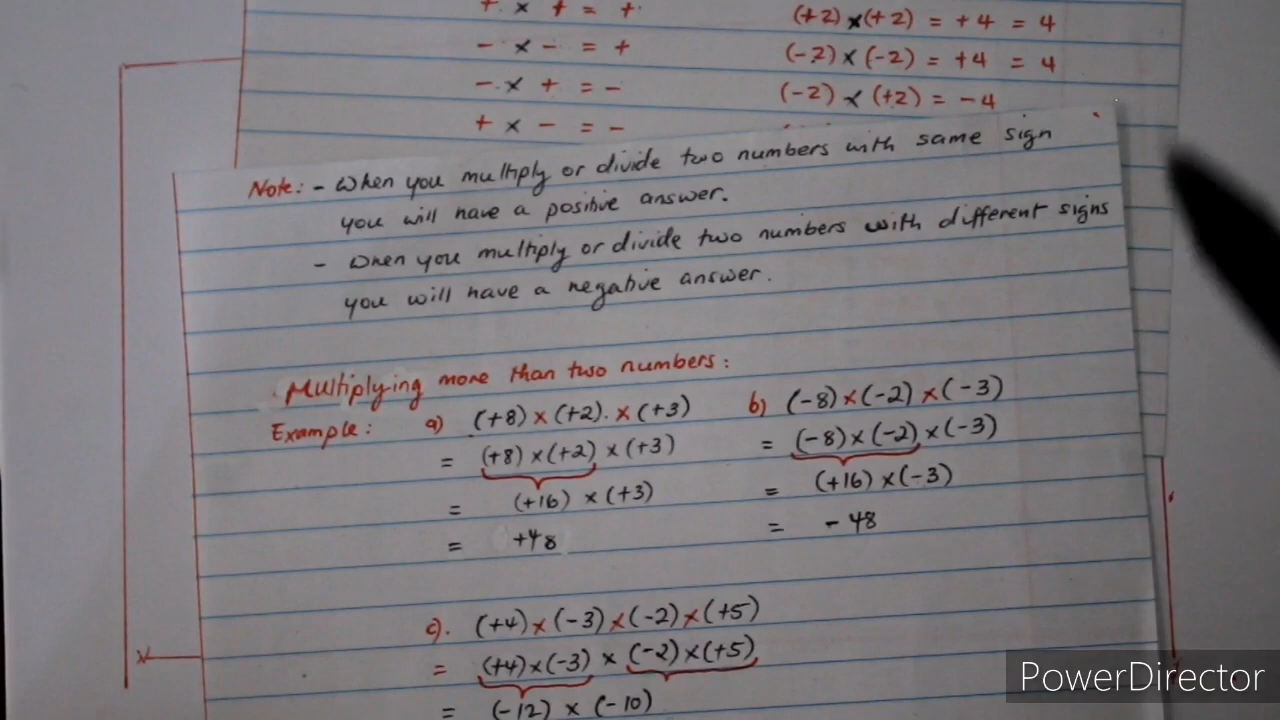 + × + = +
(+2) × (+2) = +4 = 4
- × - = +
(-2) × (-2) = +4 = 4
- × + = -
(-2) × (+2) = -4
+ × - = -
Note: - When you multiply or divide two numbers with same sign
you will have a positive answer.
- When you multiply or divide two numbers with different signs
you will have a negative answer.
Multiplying more than two numbers:
Example: a) (+8) × (+2) × (+3)
= (+8) × (+2) × (+3)
= (+16) × (+3)
= +48
b) (-8) × (-2) × (-3)
= (-8) × (-2) × (-3)
= (+16) × (-3)
= -48
c). (+4) × (-3) × (-2) × (+5)
= (+4) × (-3) × (-2) × (+5)
= (-12) × (-10)
PowerDirector